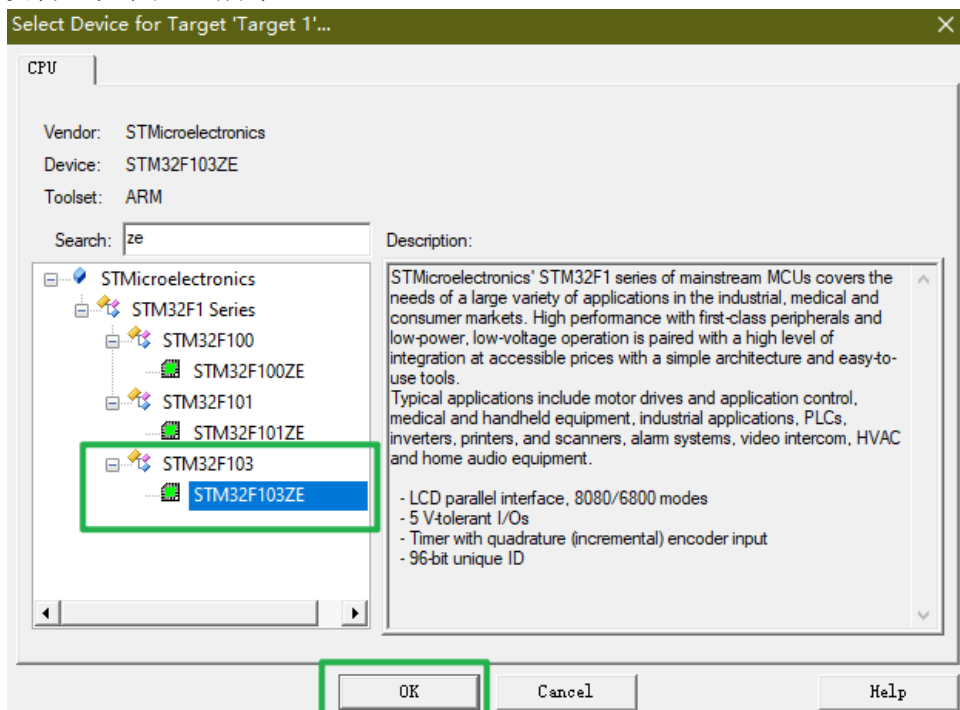 Select Device for Target 'Target 1'...
CPU
Vendor: STMicroelectronics
Device: STM32F103ZE
Toolset: ARM
Search: ze
STMicroelectronics
STM32F1 Series
STM32F100
STM32F100ZE
STM32F101
STM32F101ZE
STM32F103
STM32F103ZE
Description:
STMicroelectronics' STM32F1 series of mainstream MCUs covers the
needs of a large variety of applications in the industrial, medical and
consumer markets. High performance with first-class peripherals and
low-power, low-voltage operation is paired with a high level of
integration at accessible prices with a simple architecture and easy-to-
use tools.
Typical applications include motor drives and application control,
medical and handheld equipment, industrial applications, PLCs,
inverters, printers, and scanners, alarm systems, video intercom, HVAC
and home audio equipment.
- LCD parallel interface, 8080/6800 modes
- 5 V-tolerant I/Os
- Timer with quadrature (incremental) encoder input
- 96-bit unique ID
OK
Cancel
Help